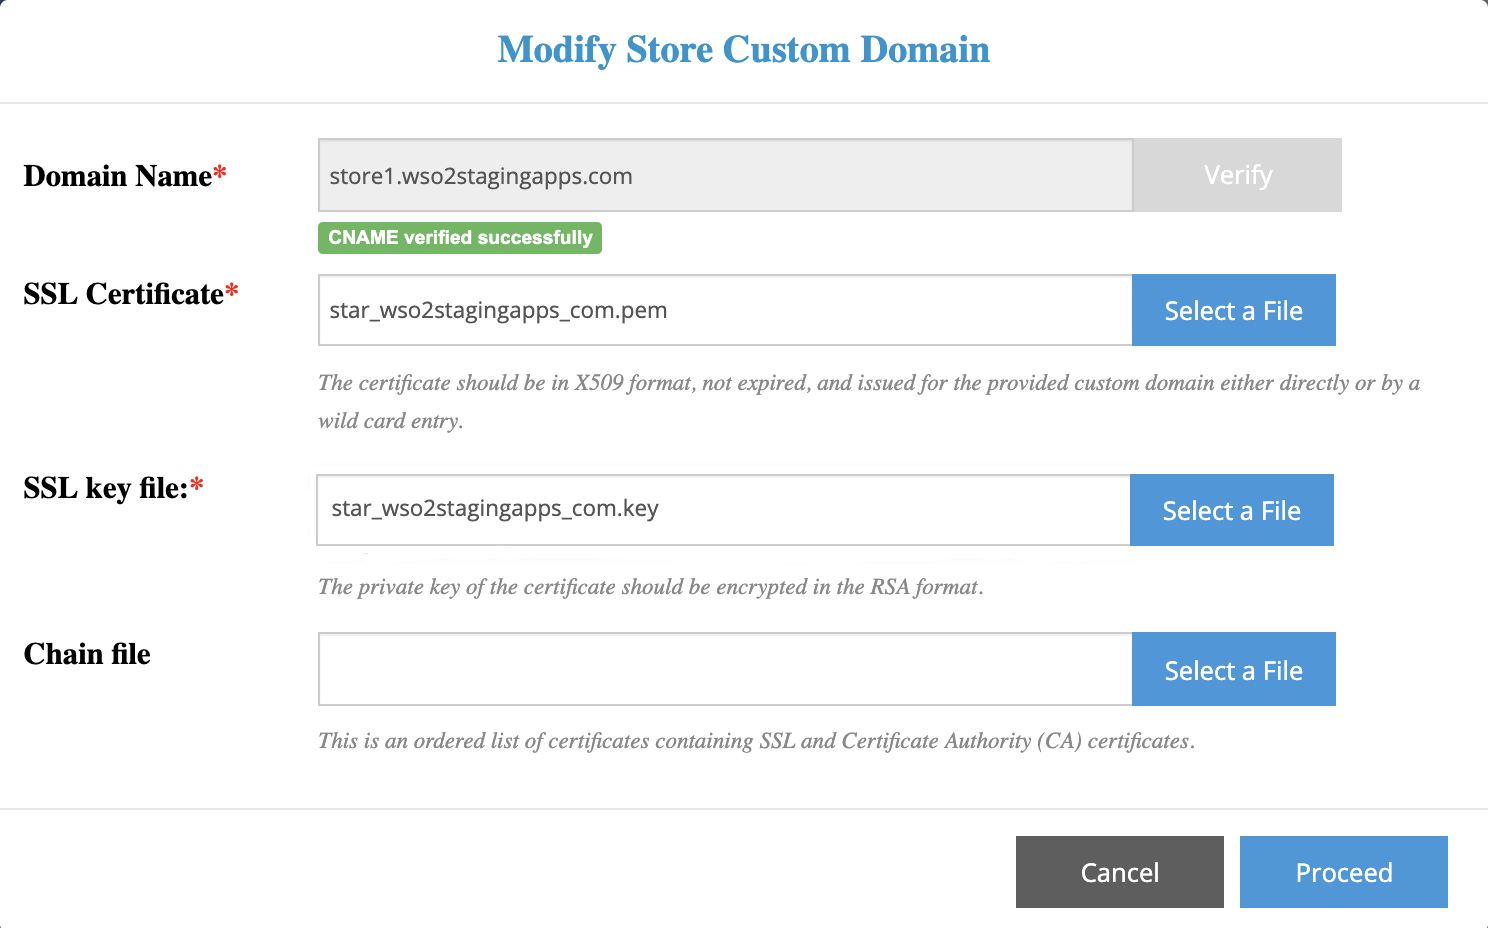 Modify Store Custom Domain
Domain Name*
store1.wso2stagingapps.com
Verify
CNAME verified successfully
SSL Certificate*
star_wso2stagingapps_com.pem
Select a File
The certificate should be in X509 format, not expired, and issued for the provided custom domain either directly or by a
wild card entry.
SSL key file:*
star_wso2stagingapps_com.key
Select a File
The private key of the certificate should be encrypted in the RSA format.
Chain file
Select a File
This is an ordered list of certificates containing SSL and Certificate Authority (CA) certificates.
Cancel
Proceed